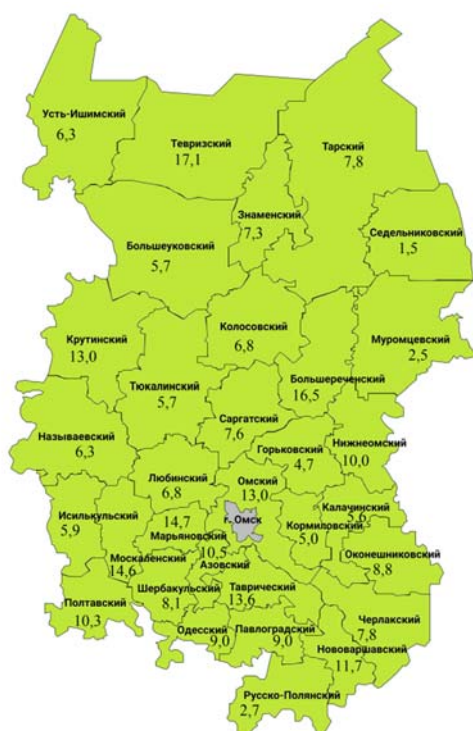 Усть-Ишимский
6,3
Тевризский
17,1
Тарский
7,8
Знаменский
7,3
Седельниковский
1,5
Большеуковский
5,7
Колосовский
6,8
Крутинский
13,0
Муромцевский
2,5
Тюкалинский
5,7
Большереченский
16,5
Саргатский
7,6
Называевский
6,3
Горьковский
4,7
Нижнеомский
10,0
Любинский
6,8
Омский
13,0
Исилькульский
5,9
14,7
Марьяновский
г. Омск
Кормиловский
5,0
Калачинский
5,6
Москаленский
14,6
10,5
Азовский
Оконешниковский
8,8
Полтавский
10,3
Шербакульский
8,1
Таврический
13,6
Одесский
9,0
Павлоградский
9,0
Черлакский
7,8
Нововаршавский
11,7
Русско-Полянский
2,7